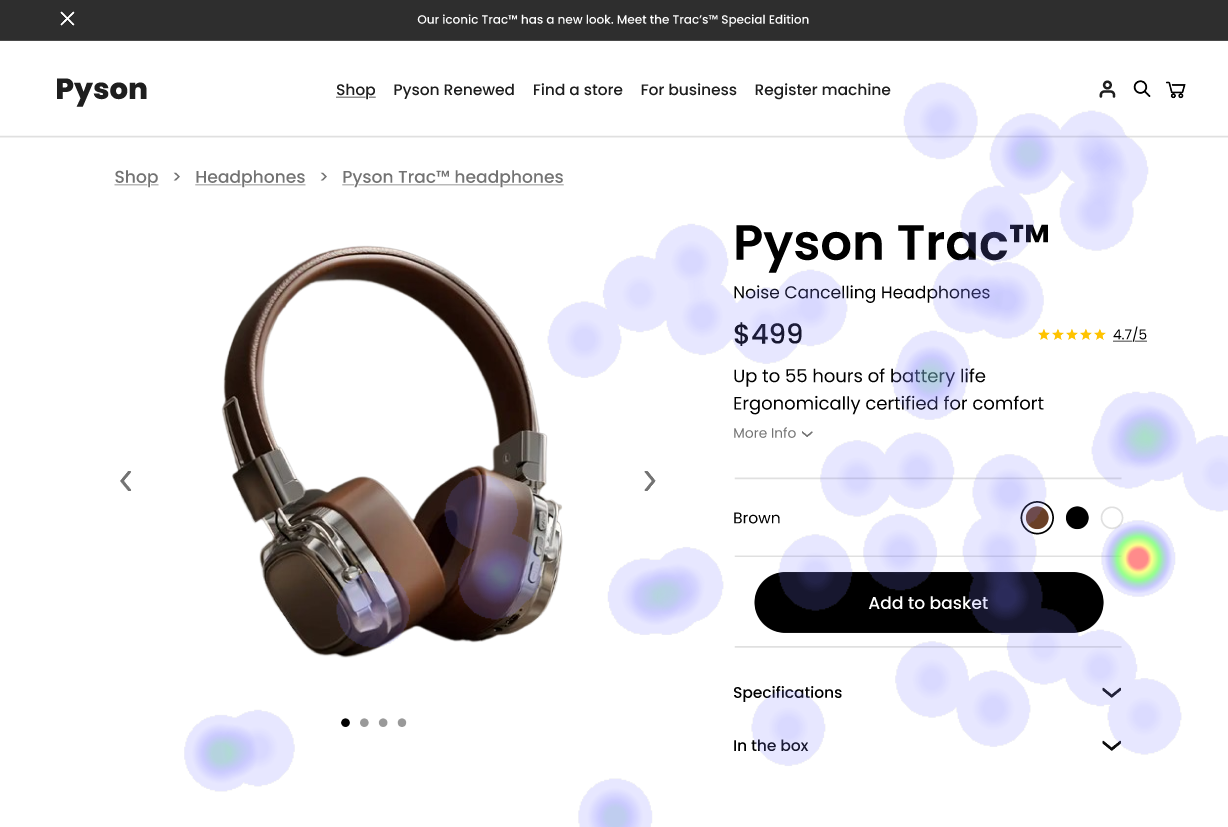 Our iconic Trac™ has a new look. Meet the Trac's™ Special Edition
Pyson
Shop Pyson Renewed Find a store For business Register machine
Shop > Headphones > Pyson Trac™ headphones
Pyson Trac™
Noise Cancelling Headphones
$499
4.7/5
Up to 55 hours of battery life
Ergonomically certified for comfort
More Info
Brown
Add to basket
Specifications
In the box